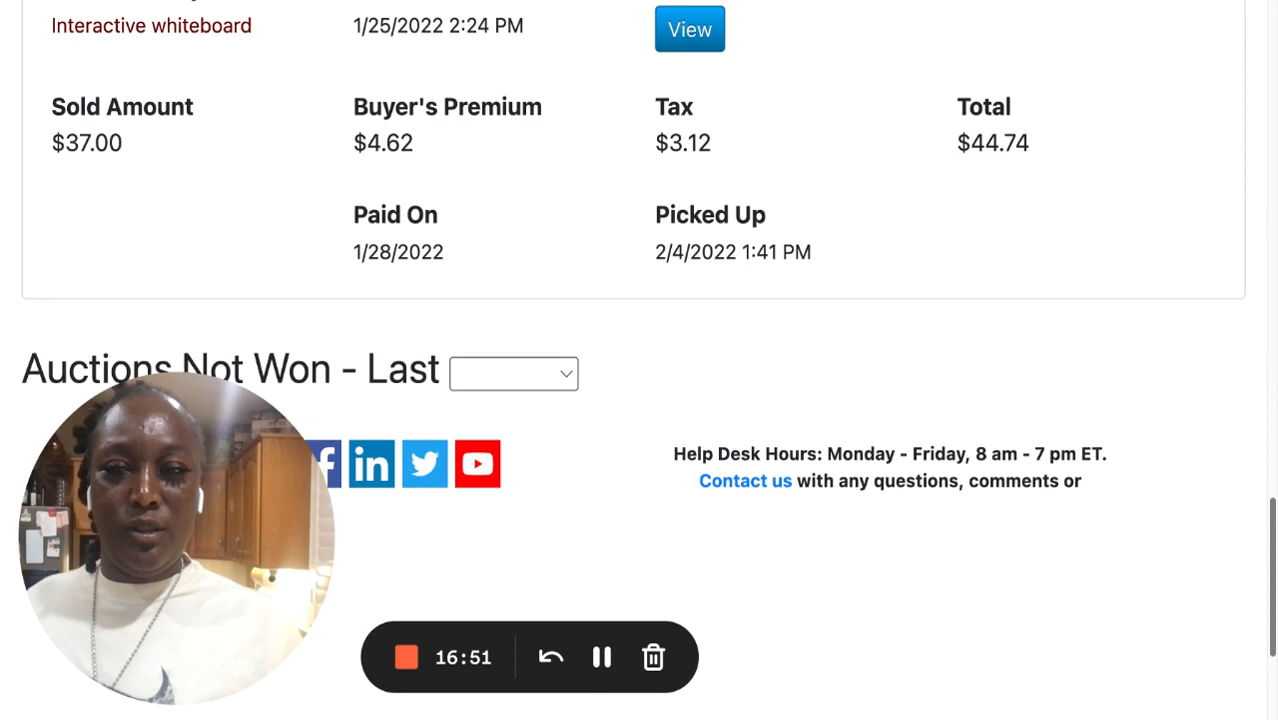 Interactive whiteboard 1/25/2022 2:24 PM View
Sold Amount Buyer's Premium Tax Total
$37.00 $4.62 $3.12 $44.74
Paid On Picked Up
1/28/2022 2/4/2022 1:41 PM
Auctions Not Won - Last
f in
Help Desk Hours: Monday - Friday, 8 am - 7 pm ET.
Contact us with any questions, comments or
16:51